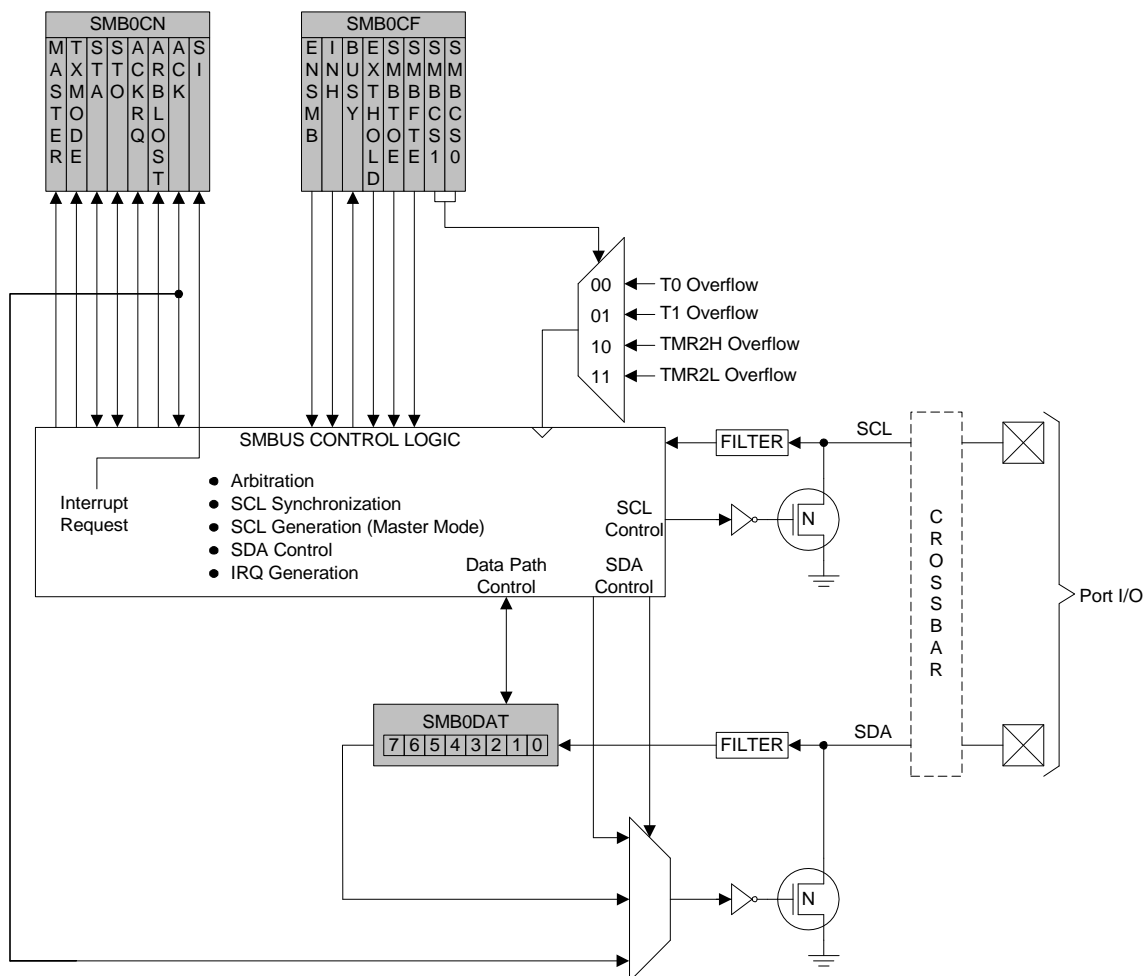 SMB0CN
MASTER
TXMODE
STA
STO
ACKRQ
ARBLOST
ACK
SI
SMB0CF
ENSMB
INH
BUSY
EXTHOLD
SMBTOE
SMBFTE
SMBCS1
SMBCS0
00 T0 Overflow
01 T1 Overflow
10 TMR2H Overflow
11 TMR2L Overflow
SMBUS CONTROL LOGIC
● Arbitration
● SCL Synchronization
● SCL Generation (Master Mode)
● SDA Control
● IRQ Generation
Interrupt
Request
SCL
Control
Data Path
Control
SDA
Control
FILTER
SCL
N
CROSSBAR
Port I/O
SMB0DAT
7 6 5 4 3 2 1 0
FILTER
SDA
N